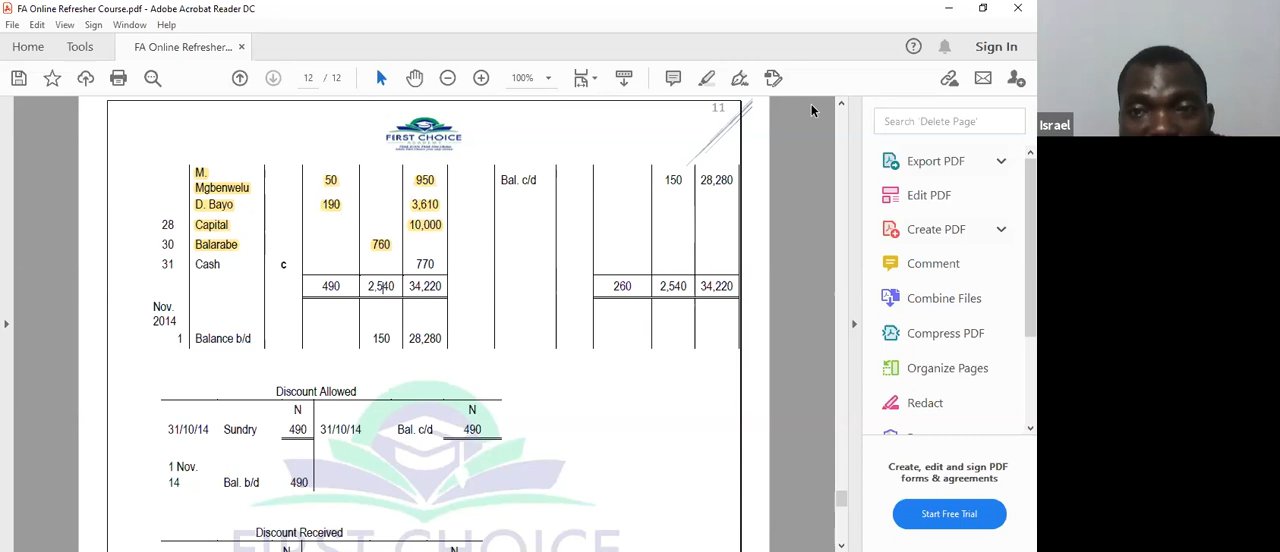 FA Online Refresher Course.pdf - Adobe Acrobat Reader DC
File Edit View Sign Window Help
Home Tools FA Online Refresher... × Sign In
12 / 12 100%
11
FIRST CHOICE
ACADEMY
M. Mgbenwelu 50 950 Bal. c/d 150 28,280
D. Bayo 190 3,610
28 Capital 10,000
30 Balarabe 760
31 Cash c 770
490 2,540 34,220 260 2,540 34,220
Nov.
2014
1 Balance b/d 150 28,280
Discount Allowed
N N
31/10/14 Sundry 490 31/10/14 Bal. c/d 490
1 Nov.
14 Bal. b/d 490
FIRST CHOICE
Discount Received
N N
Search 'Delete Page'
Export PDF
Edit PDF
Create PDF
Comment
Combine Files
Compress PDF
Organize Pages
Redact
Create, edit and sign PDF
forms & agreements
Start Free Trial
Israel